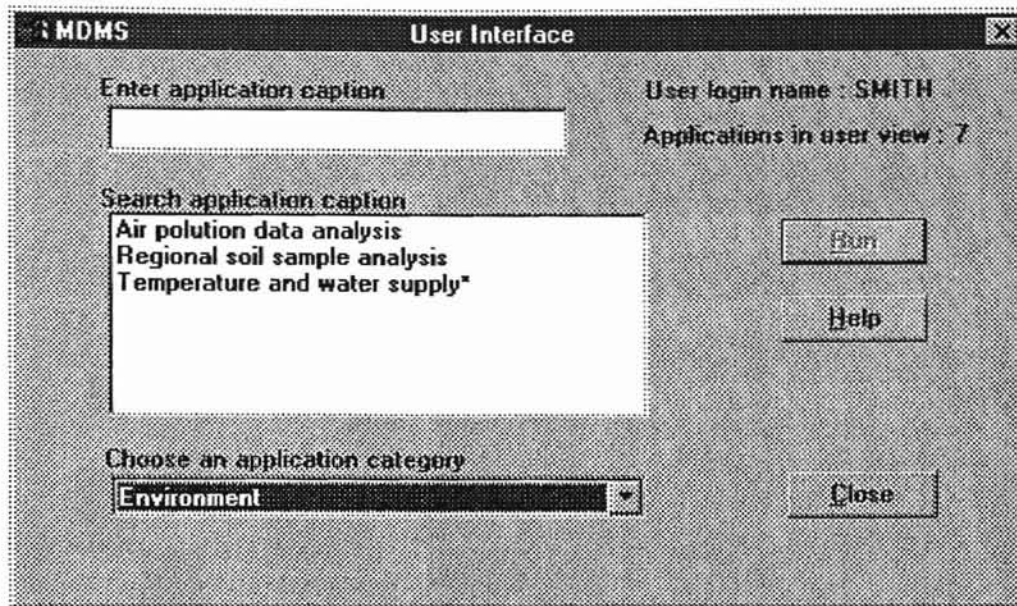 MDMS User Interface
Enter application caption
User login name : SMITH
Applications in user view : 7
Search application caption
Air polution data analysis
Regional soil sample analysis
Temperature and water supply*
Run
Help
Choose an application category
Environment
Close